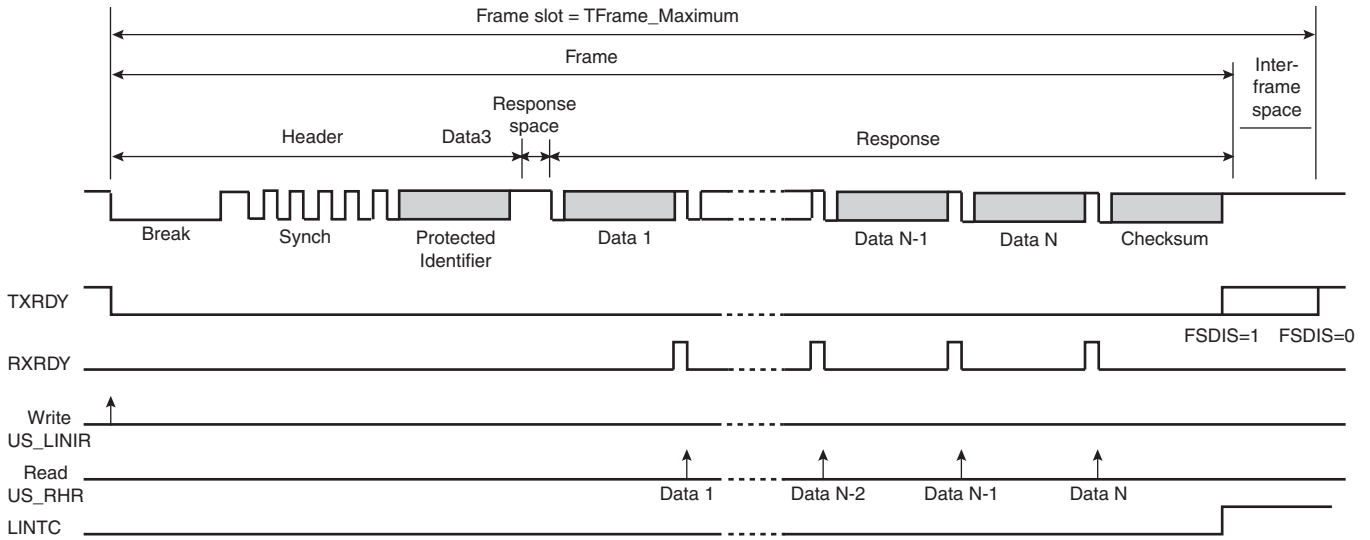 Frame slot = TFrame_Maximum
Frame
Inter-
frame
space
Response
space
Header
Data3
Response
Break
Synch
Protected
Identifier
Data 1
Data N-1
Data N
Checksum
TXRDY
FSDIS=1
FSDIS=0
RXRDY
Write
US_LINIR
Read
US_RHR
Data 1
Data N-2
Data N-1
Data N
LINTC